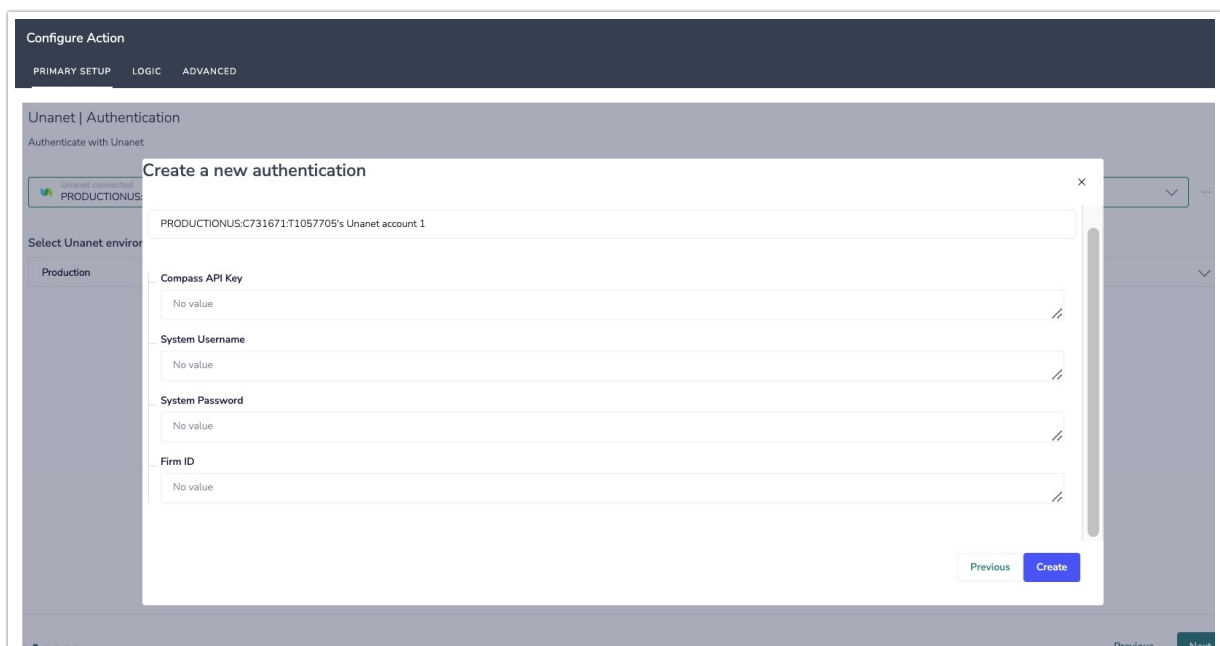 Configure Action
PRIMARY SETUP LOGIC ADVANCED
Unanet | Authentication
Authenticate with Unanet
Create a new authentication
Unanet connected
PRODUCTIONUS:
PRODUCTIONUS:C731671:T1057705's Unanet account 1
Select Unanet environ
Production
Compass API Key
No value
System Username
No value
System Password
No value
Firm ID
No value
Previous Create
Previous Next